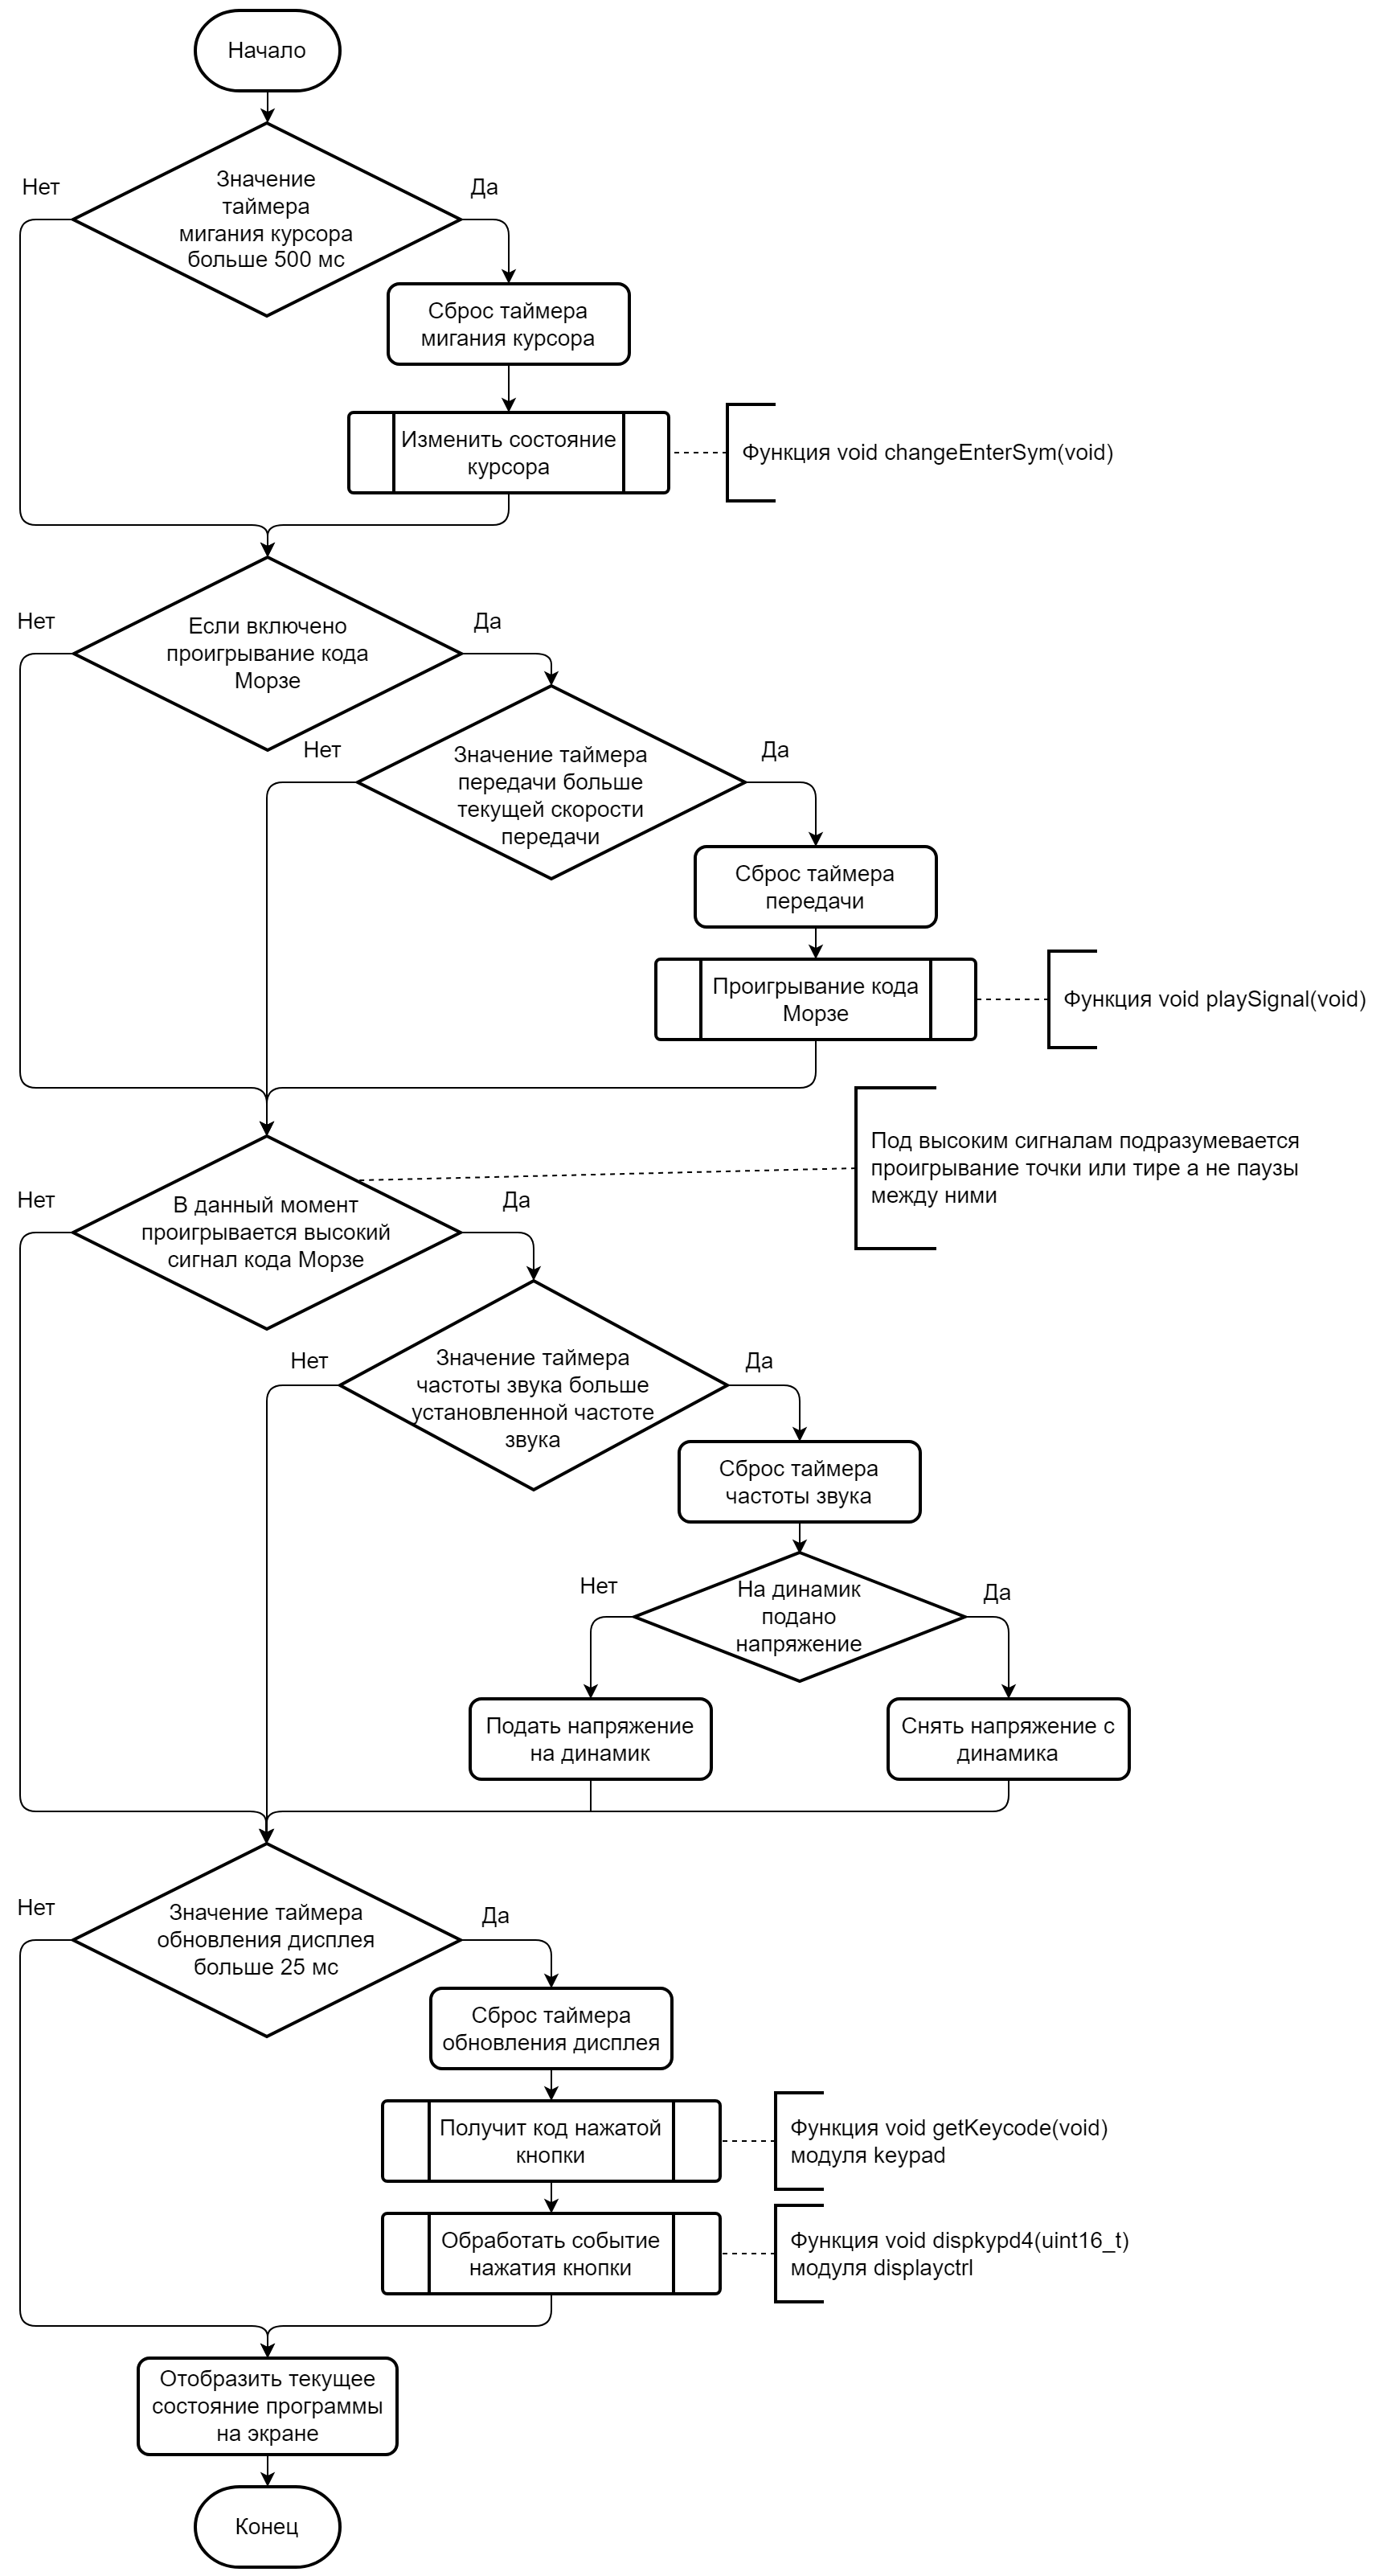 Начало
Значение
таймера
мигания курсора
больше 500 мс
Нет
Да
Сброс таймера
мигания курсора
Изменить состояние
курсора
Функция void changeEnterSym(void)
Если включено
проигрывание кода
Морзе
Нет
Да
Значение таймера
передачи больше
текущей скорости
передачи
Нет
Да
Сброс таймера
передачи
Проигрывание кода
Морзе
Функция void playSignal(void)
Под высоким сигналам подразумевается
проигрывание точки или тире а не паузы
между ними
В данный момент
проигрывается высокий
сигнал кода Морзе
Нет
Да
Значение таймера
частоты звука больше
установленной частоте
звука
Нет
Да
Сброс таймера
частоты звука
На динамик
подано
напряжение
Нет
Да
Подать напряжение
на динамик
Снять напряжение с
динамика
Значение таймера
обновления дисплея
больше 25 мс
Нет
Да
Сброс таймера
обновления дисплея
Получит код нажатой
кнопки
Функция void getKeycode(void)
модуля keypad
Обработать событие
нажатия кнопки
Функция void dispkypd4(uint16_t)
модуля displayctrl
Отобразить текущее
состояние программы
на экране
Конец